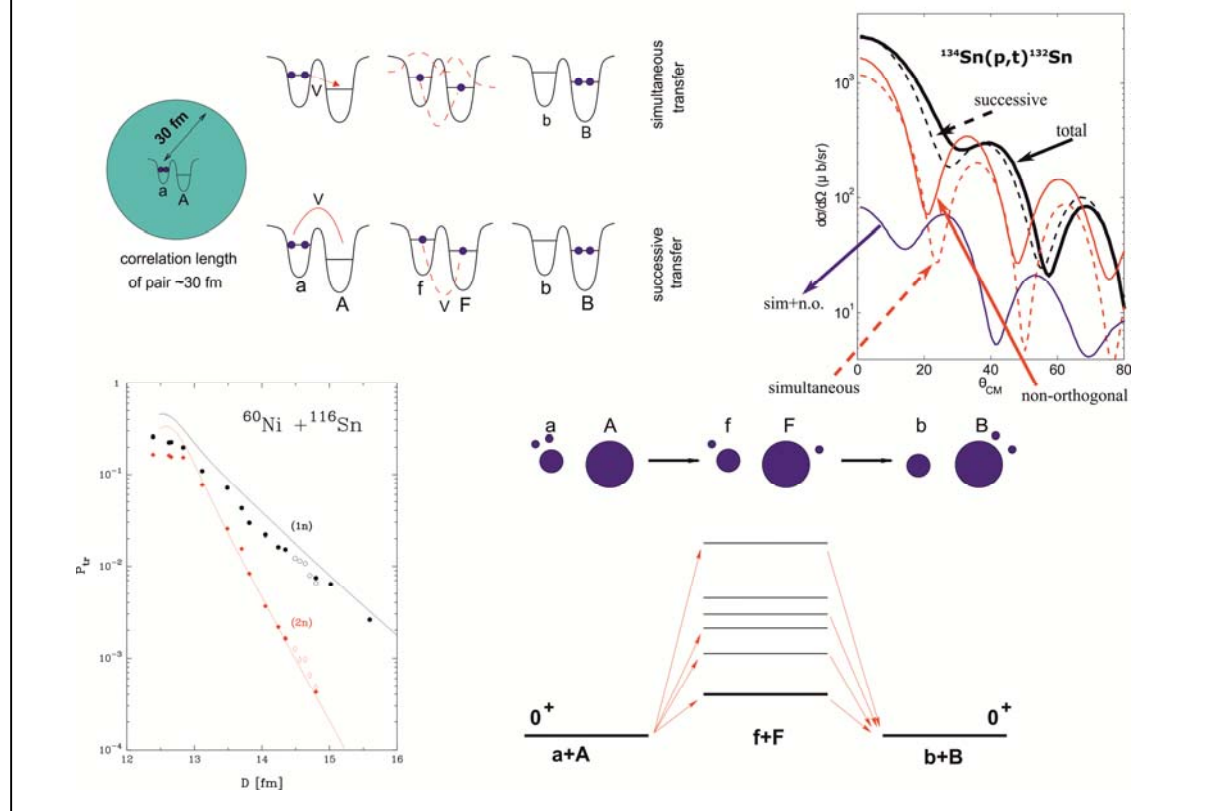 V
b
B
simultaneous
transfer
30 fm
a
A
correlation length
of pair ~30 fm
V
a
A
f
V
F
b
B
successive
transfer
¹³⁴Sn(p,t)¹³²Sn
successive
total
dσ/dΩ (μ b/sr)
10³
10²
10¹
0 20 40 60 80
θCM
sim+n.o.
simultaneous
non-orthogonal
⁶⁰Ni +¹¹⁶Sn
1
10⁻¹
10⁻²
10⁻³
10⁻⁴
Ptr
(1n)
(2n)
12 13 14 15 16
D [fm]
a A f F b B
0⁺ 0⁺
a+A f+F b+B